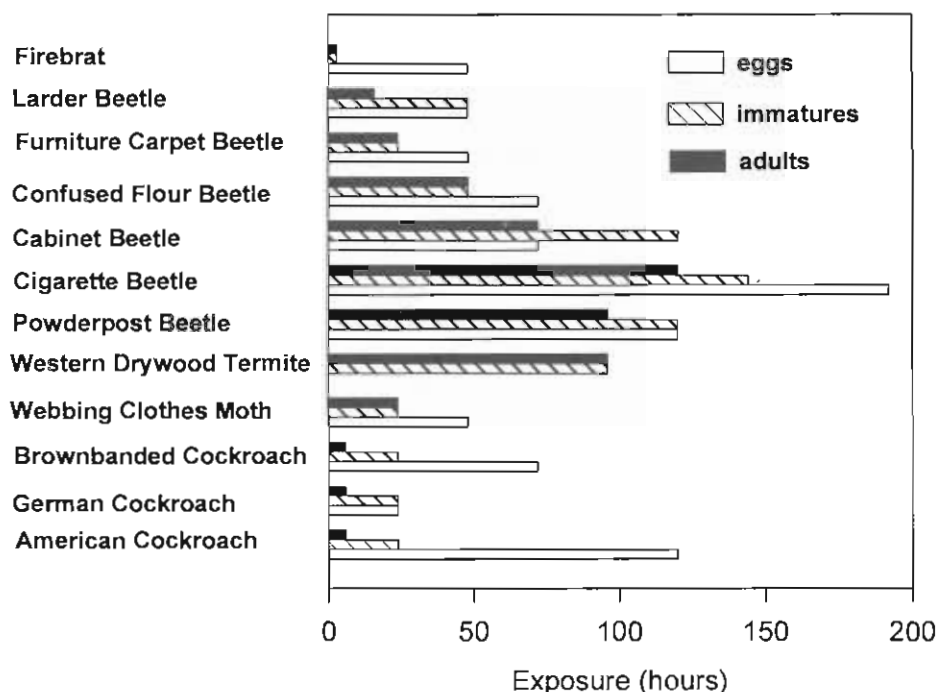 Firebrat
Larder Beetle
Furniture Carpet Beetle
Confused Flour Beetle
Cabinet Beetle
Cigarette Beetle
Powderpost Beetle
Western Drywood Termite
Webbing Clothes Moth
Brownbanded Cockroach
German Cockroach
American Cockroach
eggs
immatures
adults
0 50 100 150 200
Exposure (hours)